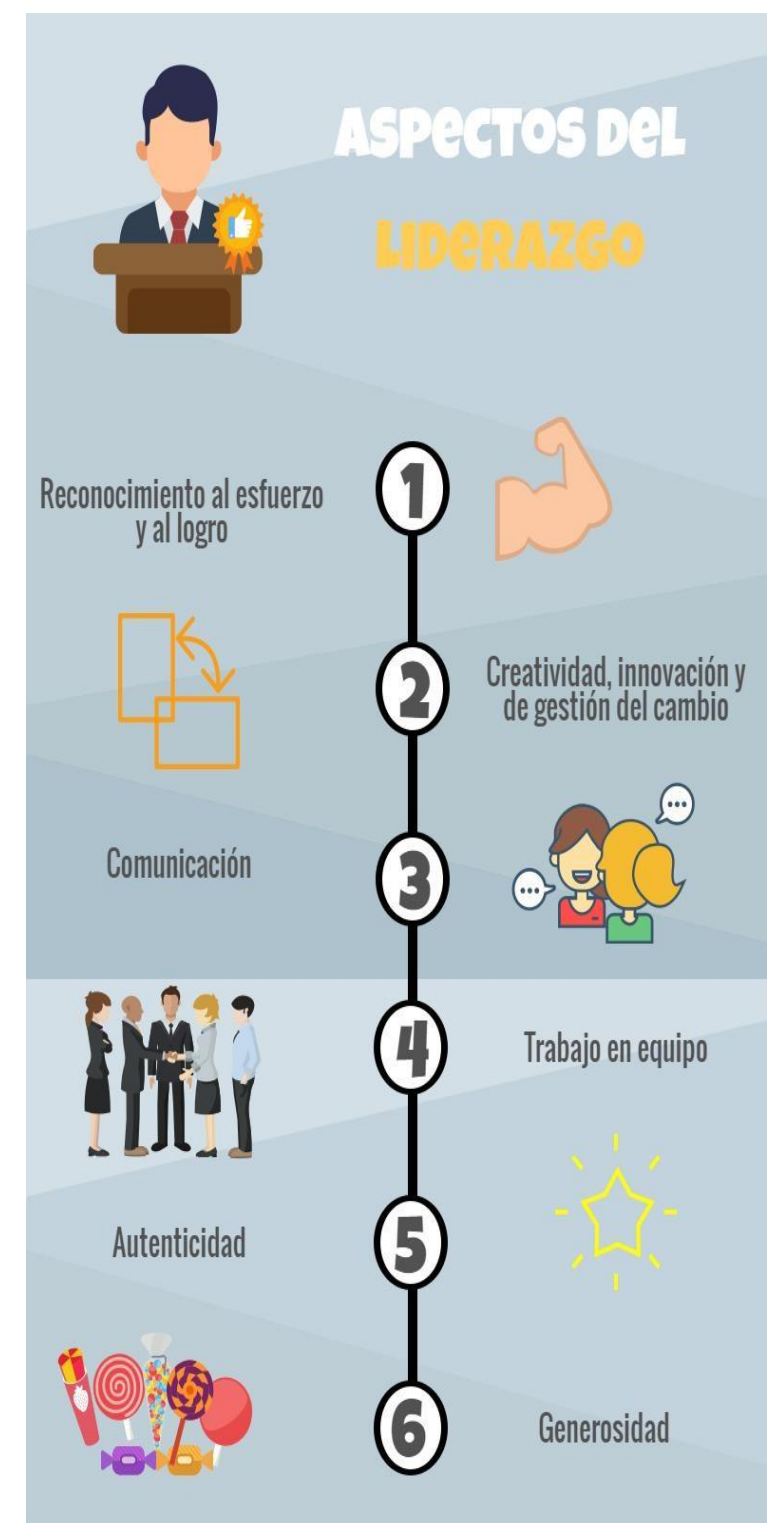 ASPECTOS DEL
LIDERAZGO
1
Reconocimiento al esfuerzo
y al logro
2
Creatividad, innovación y
de gestión del cambio
3
Comunicación
4
Trabajo en equipo
5
Autenticidad
6
Generosidad